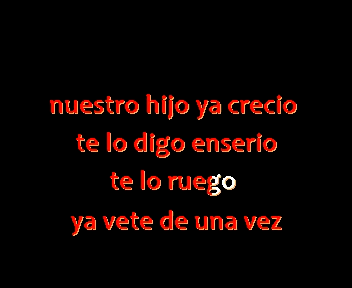 nuestro hijo ya crecio
te lo digo enserio
te lo ruego
ya vete de una vez